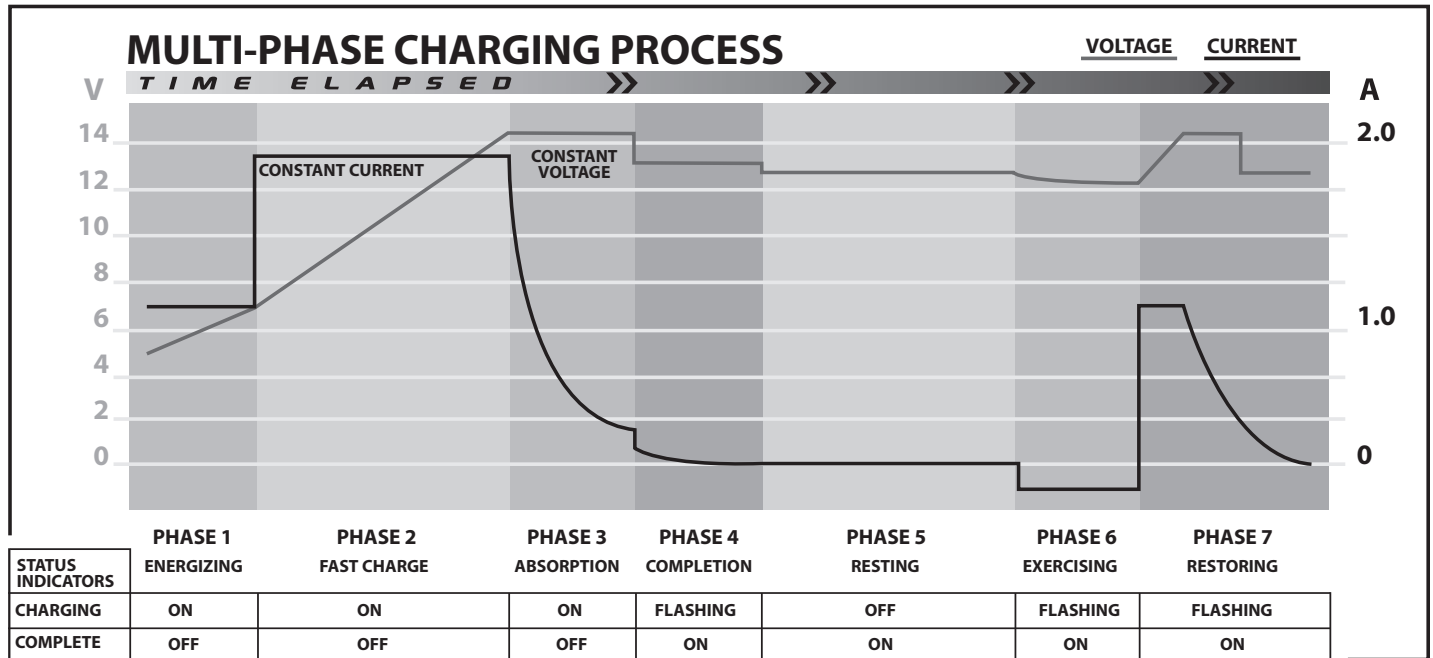 MULTI-PHASE CHARGING PROCESS
VOLTAGE CURRENT
V TIME ELAPSED A
14 2.0
CONSTANT CURRENT
CONSTANT
VOLTAGE
12
10
8
6 1.0
4
2
0 0
PHASE 1 PHASE 2 PHASE 3 PHASE 4 PHASE 5 PHASE 6 PHASE 7
STATUS
INDICATORS
ENERGIZING FAST CHARGE ABSORPTION COMPLETION RESTING EXERCISING RESTORING
CHARGING ON ON ON FLASHING OFF FLASHING FLASHING
COMPLETE OFF OFF OFF ON ON ON ON